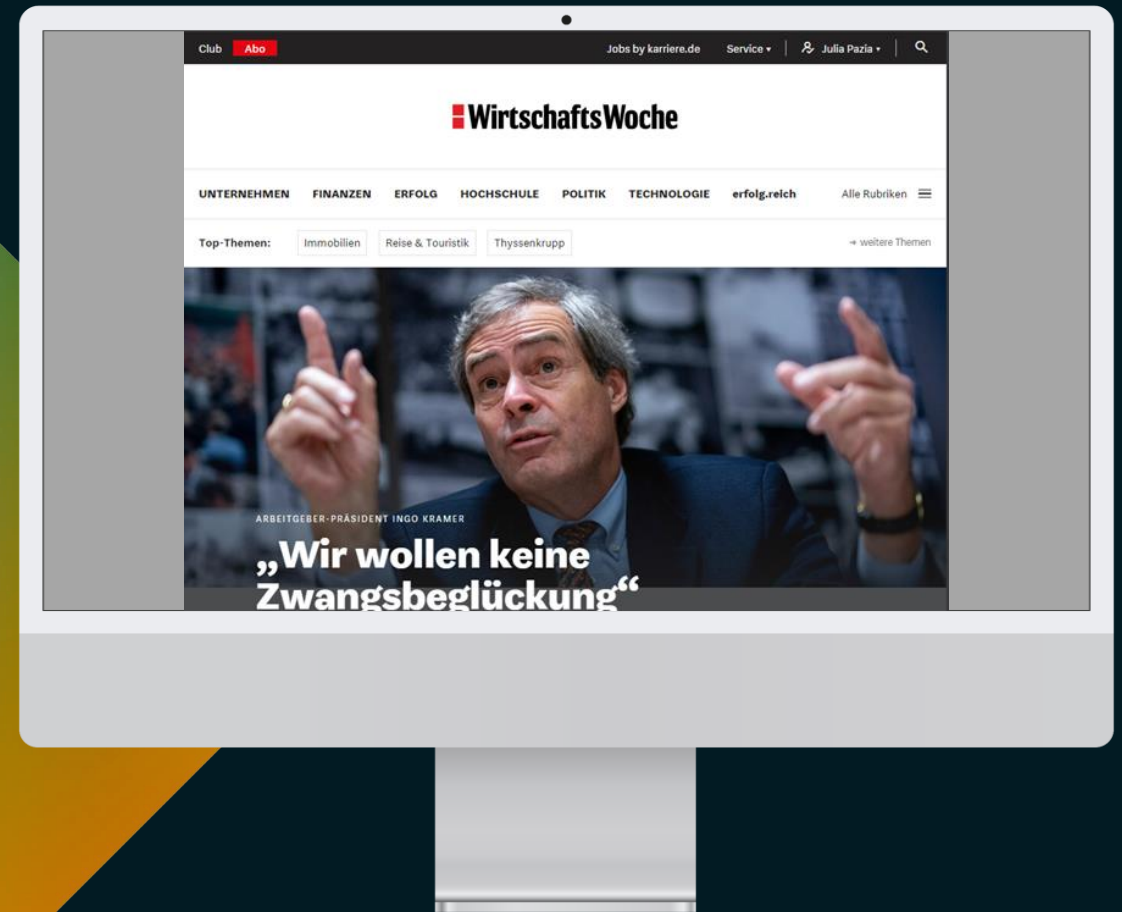 Club Abo Jobs by karriere.de Service Julia Pazia
WirtschaftsWoche
UNTERNEHMEN FINANZEN ERFOLG HOCHSCHULE POLITIK TECHNOLOGIE erfolg.reich Alle Rubriken
Top-Themen: Immobilien Reise & Touristik Thyssenkrupp → weitere Themen
ARBEITGEBER-PRÄSIDENT INGO KRAMER
„Wir wollen keine
Zwangsbeglückung“